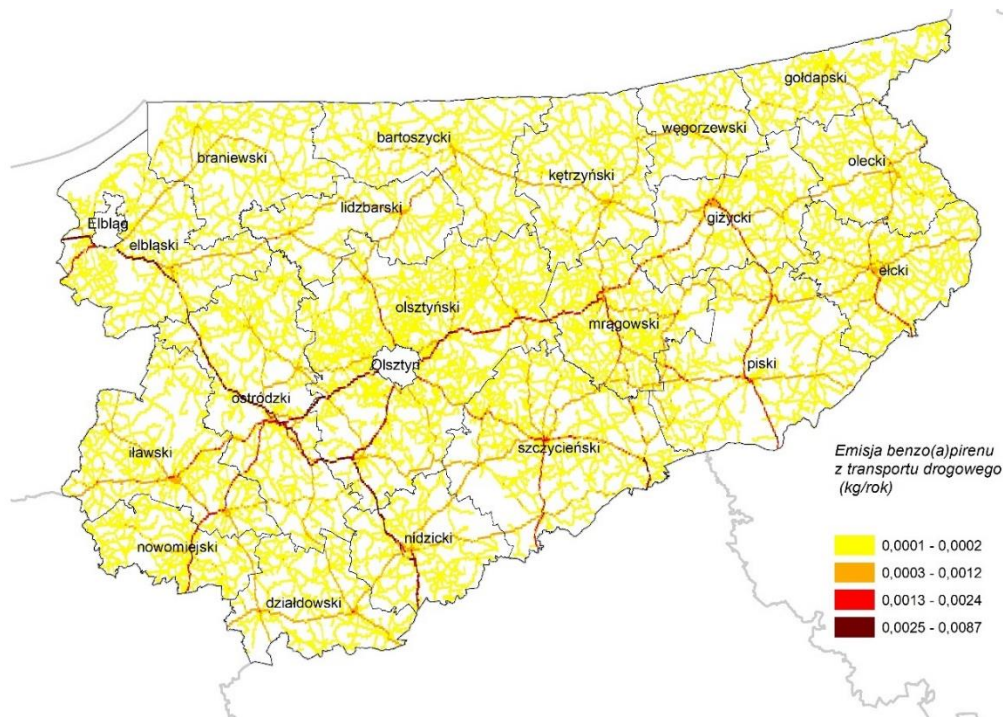 gołdapski
węgorzewski
bartoszycki
braniewski
olecki
kętrzyński
lidzbarski
giżycki
Elbląg
elbląski
ełcki
olsztyński
mrągowski
Olsztyn
piski
ostródzki
szczycieński
iławski
Emisja benzo(a)pirenu
z transportu drogowego
(kg/rok)
nidzicki
nowomiejski
0,0001 - 0,0002
0,0003 - 0,0012
0,0013 - 0,0024
0,0025 - 0,0087
działdowski